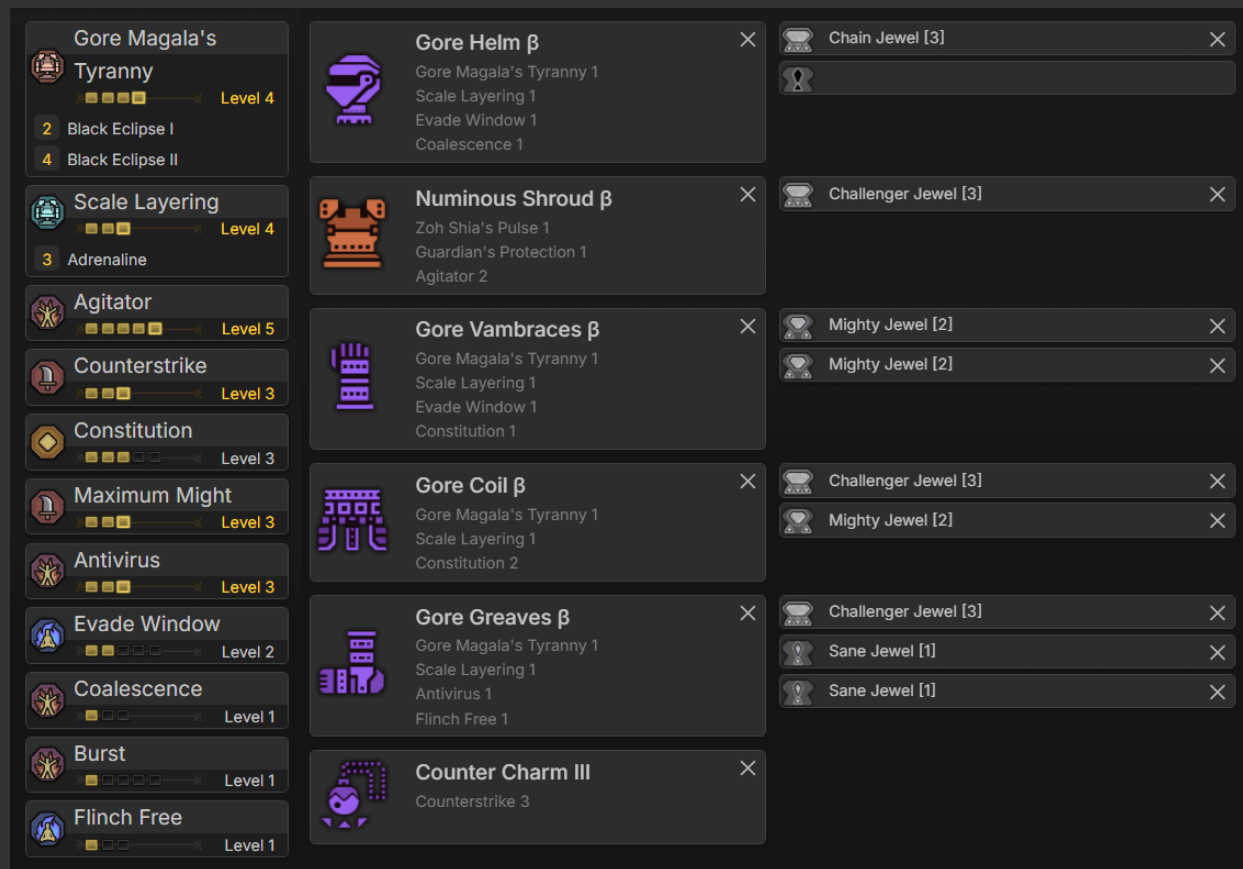 Gore Magala's
Tyranny
Level 4
2 Black Eclipse I
4 Black Eclipse II
Scale Layering
Level 4
3 Adrenaline
Agitator
Level 5
Counterstrike
Level 3
Constitution
Level 3
Maximum Might
Level 3
Antivirus
Level 3
Evade Window
Level 2
Coalescence
Level 1
Burst
Level 1
Flinch Free
Level 1
Gore Helm β
Gore Magala's Tyranny 1
Scale Layering 1
Evade Window 1
Coalescence 1
Chain Jewel [3]
Numinous Shroud β
Zoh Shia's Pulse 1
Guardian's Protection 1
Agitator 2
Challenger Jewel [3]
Gore Vambraces β
Gore Magala's Tyranny 1
Scale Layering 1
Evade Window 1
Constitution 1
Mighty Jewel [2]
Mighty Jewel [2]
Gore Coil β
Gore Magala's Tyranny 1
Scale Layering 1
Constitution 2
Challenger Jewel [3]
Mighty Jewel [2]
Gore Greaves β
Gore Magala's Tyranny 1
Scale Layering 1
Antivirus 1
Flinch Free 1
Challenger Jewel [3]
Sane Jewel [1]
Sane Jewel [1]
Counter Charm III
Counterstrike 3